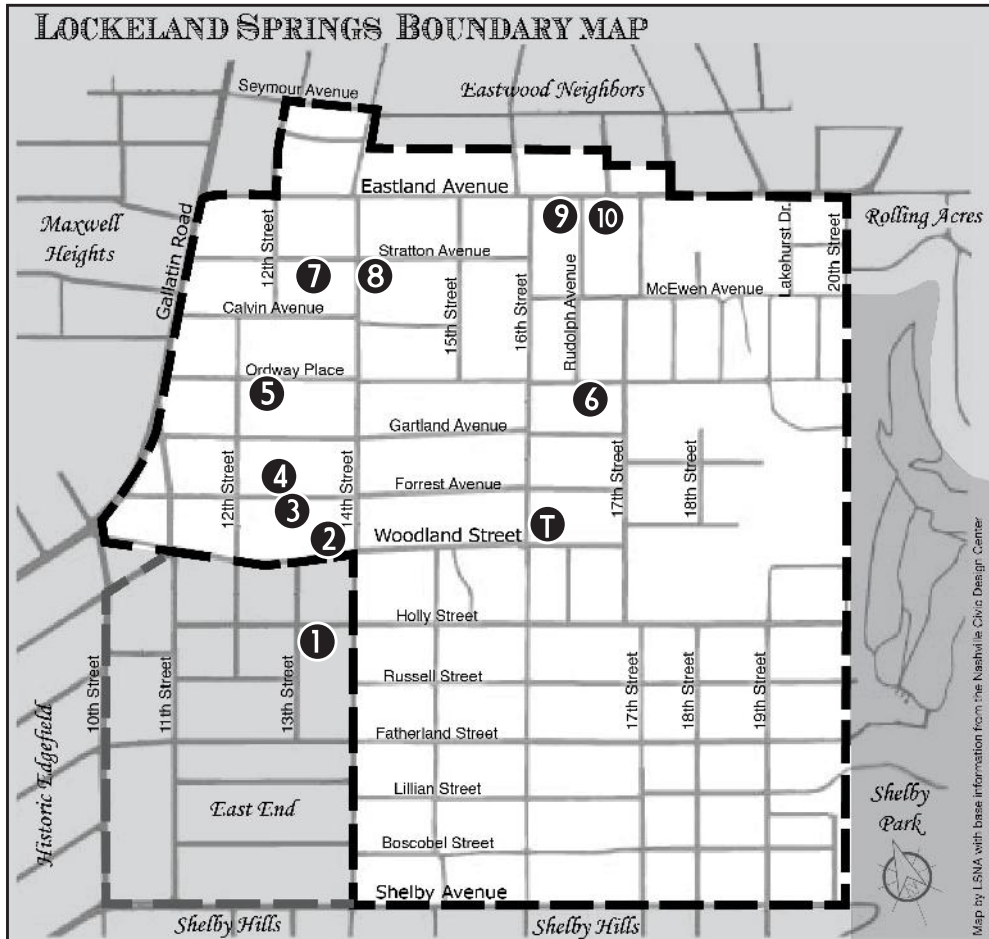 LOCKELAND SPRINGS BOUNDARY MAP
Seymour Avenue
Eastwood Neighbors
Eastland Avenue
Maxwell
Heights
Gallatin Road
12th Street
9
10
Lakehurst Dr.
20th Street
Rolling Acres
Stratton Avenue
7
8
15th Street
16th Street
Rudolph Avenue
McEwen Avenue
Calvin Avenue
Ordway Place
5
6
Gartland Avenue
12th Street
14th Street
17th Street
18th Street
4
Forrest Avenue
3
T
2
Woodland Street
Holly Street
1
10th Street
11th Street
13th Street
Russell Street
17th Street
18th Street
19th Street
Fatherland Street
Historic Edgefield
East End
Lillian Street
Shelby
Park
Boscobel Street
Shelby Avenue
Shelby Hills
Shelby Hills
Map by LSNA with base information from the Nashville Civic Design Center